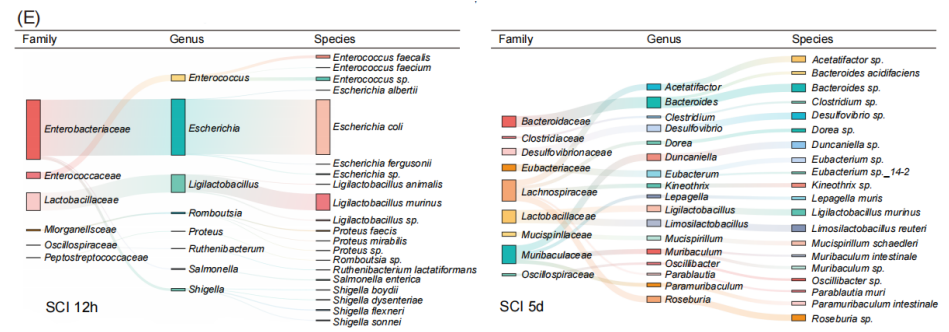 (E)
Family Genus Species
Enterococcus faecalis
Enterococcus faecium
Enterococcus
Enterococcus sp.
Escherichia albertii
Enterobacteriaceae
Escherichia
Escherichia coli
Escherichia fergusonii
Enterococcaceae
Escherichia sp.
Ligilactobacillus
Ligilactobacillus animalis
Lactobacillaceae
Ligilactobacillus murinus
Romboutsia
Ligilactobacillus sp.
MIorganellsceae
Proteus
Proteus faecis
Proteus mirabilis
Oscillospiraceae
Ruthenibacterum
Proteus sp.
Peptostreptococcaceae
Romboutsia sp.
Salmonella
Ruthenibacterium lactatiformans
Salmonella enterica
Shigella
Shigella boydii
Shigella dysenteriae
Shigella flexneri
Shigella sonnei
SCI 12h
Family Genus Species
Acetatifactor sp.
Bacteroides acidifaciens
Acetatifactor
Bacteroides sp.
Bacteroides
Clostridium sp.
Bacteroidaceae
Clestridium
Desulfovibrio sp.
Clostridiaceae
Desulfovibrio
Dorea sp.
Desulfovibrionaceae
Dorea
Duncaniella sp.
Eubacteriaceae
Duncaniella
Eubacterium sp.
Lachnospiraceae
Eubacterum
Eubacterium sp._14-2
Kineothrix
Kineothrix sp.
Lepagella
Lepagella muris
Lactobacillaceae
Ligilactobacillus
Ligilactobacillus murinus
Limosilactobacillus
Limosilactobacillus reuteri
Mucispirillaceae
Mucispirillum
Mucispirillum schaedleri
Muribaculaceae
Muribaculum
Muribaculum intestinale
Oscillibacter
Muribaculum sp.
Oscillospiraceae
Parablautia
Oscillibacter sp.
Paramuribaculum
Parablautia muri
Roseburia
Paramuribaculum intestinale
Roseburia sp.
SCI 5d